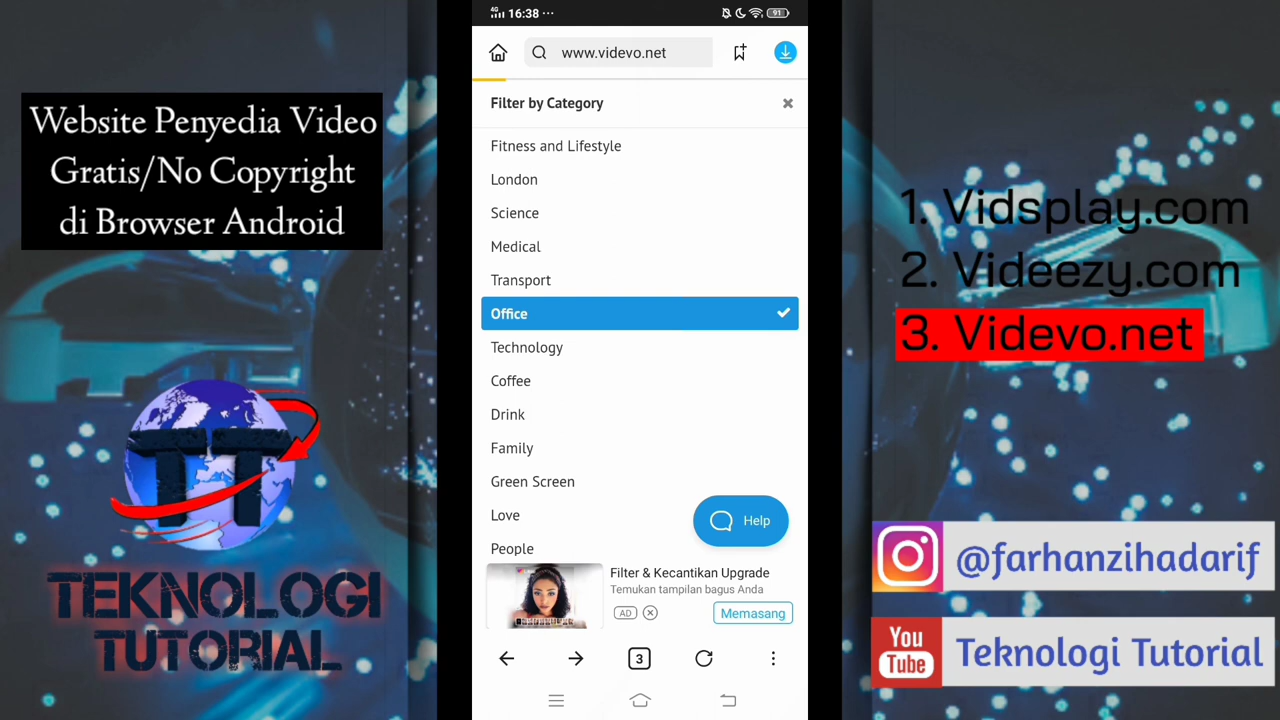 Website Penyedia Video
Gratis/No Copyright
di Browser Android
TT
TEKNOLOGI
TUTORIAL
4G 16:38 ···
91
www.videvo.net
Filter by Category
Fitness and Lifestyle
London
Science
Medical
Transport
Office
Technology
Coffee
Drink
Family
Green Screen
Love
People
Help
Filter & Kecantikan Upgrade
Temukan tampilan bagus Anda
AD
Memasang
3
1. Vidsplay.com
2. Videezy.com
3. Videvo.net
@farhanzihadarif
You
Tube
Teknologi Tutorial